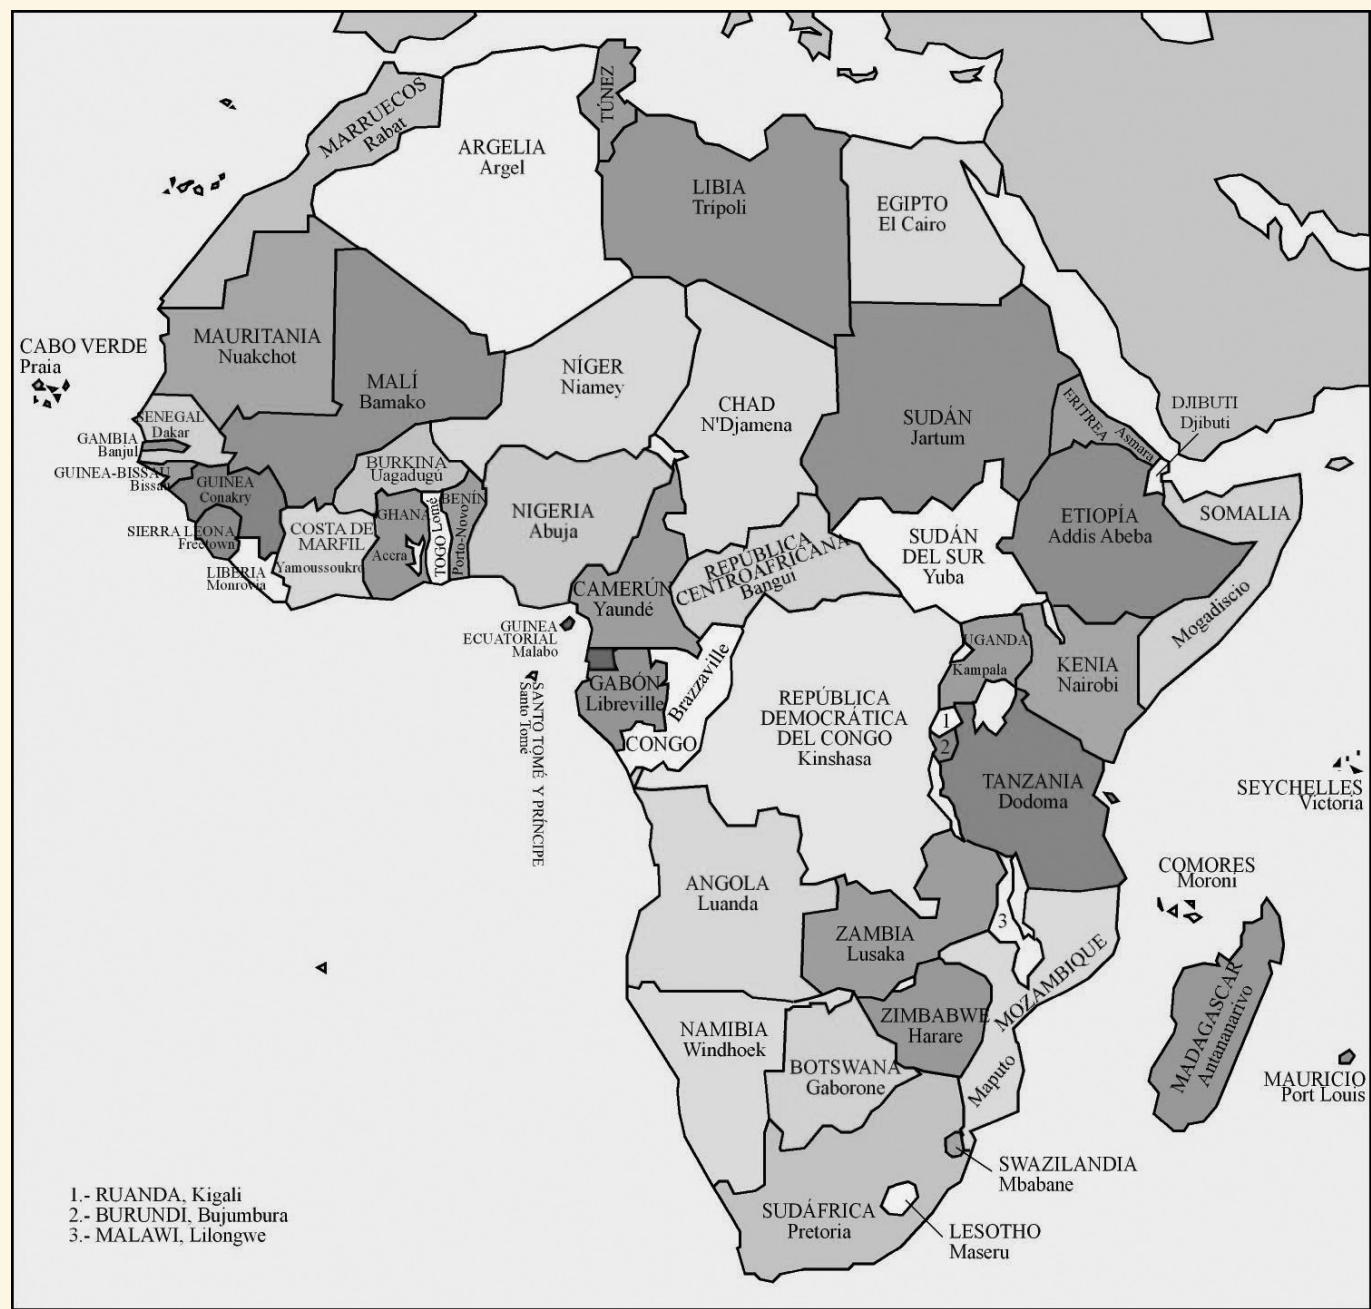 MARRUECOS
Rabat
ARGELIA
Argel
TÚNEZ
LIBIA
Trípoli
EGIPTO
El Cairo
CABO VERDE
Praia
MAURITANIA
Nuakchot
MALÍ
Bamako
NÍGER
Niamey
CHAD
N'Djamena
SUDÁN
Jartum
ERITREA
Asmara
DJIBUTI
Djibuti
SENEGAL
Dakar
GAMBIA
Banjul
GUINEA-BISSAU
Bissau
GUINEA
Conakry
SIERRA LEONA
Freetown
LIBERIA
Monrovia
COSTA DE
MARFIL
Yamoussoukro
BURKINA
Uagadugú
GHANA
Accra
TOGO Lomé
BENÍN
Porto-Novo
NIGERIA
Abuja
CAMERÚN
Yaundé
REPÚBLICA
CENTROAFRICANA
Bangui
SUDÁN
DEL SUR
Yuba
ETIOPÍA
Addis Abeba
SOMALIA
Mogadiscio
GUINEA
ECUATORIAL
Malabo
SANTO TOMÉ Y PRÍNCIPE
Santo Tomé
GABÓN
Libreville
CONGO
Brazzaville
REPÚBLICA
DEMOCRÁTICA
DEL CONGO
Kinshasa
UGANDA
Kampala
KENIA
Nairobi
1
2
TANZANIA
Dodoma
SEYCHELLES
Victoria
COMORES
Moroni
ANGOLA
Luanda
ZAMBIA
Lusaka
3
MOZAMBIQUE
Maputo
ZIMBABWE
Harare
NAMIBIA
Windhoek
BOTSWANA
Gaborone
MADAGASCAR
Antananarivo
MAURICIO
Port Louis
SWAZILANDIA
Mbabane
SUDÁFRICA
Pretoria
LESOTHO
Maseru
1.- RUANDA, Kigali
2.- BURUNDI, Bujumbura
3.- MALAWI, Lilongwe